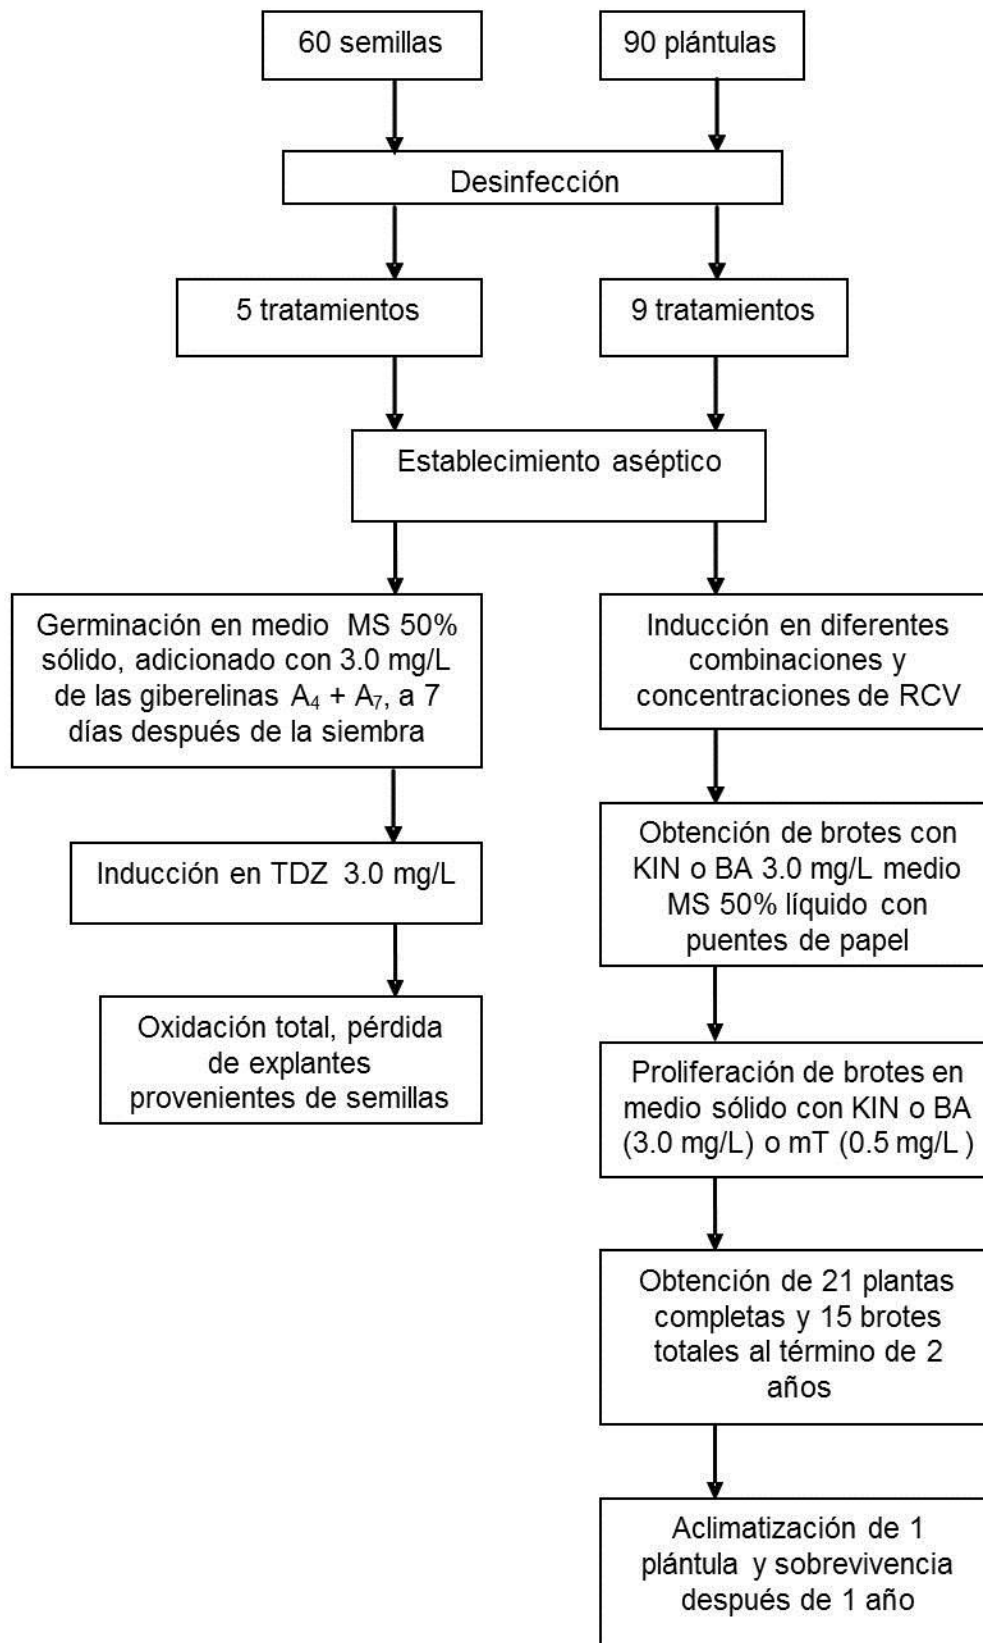 60 semillas
90 plántulas
Desinfección
5 tratamientos
9 tratamientos
Establecimiento aséptico
Germinación en medio MS 50%
sólido, adicionado con 3.0 mg/L
de las giberelinas A₄ + A₇, a 7
días después de la siembra
Inducción en TDZ 3.0 mg/L
Oxidación total, pérdida
de explantes
provenientes de semillas
Inducción en diferentes
combinaciones y
concentraciones de RCV
Obtención de brotes con
KIN o BA 3.0 mg/L medio
MS 50% líquido con
puentes de papel
Proliferación de brotes en
medio sólido con KIN o BA
(3.0 mg/L) o mT (0.5 mg/L )
Obtención de 21 plantas
completas y 15 brotes
totales al término de 2
años
Aclimatización de 1
plántula y sobrevivencia
después de 1 año